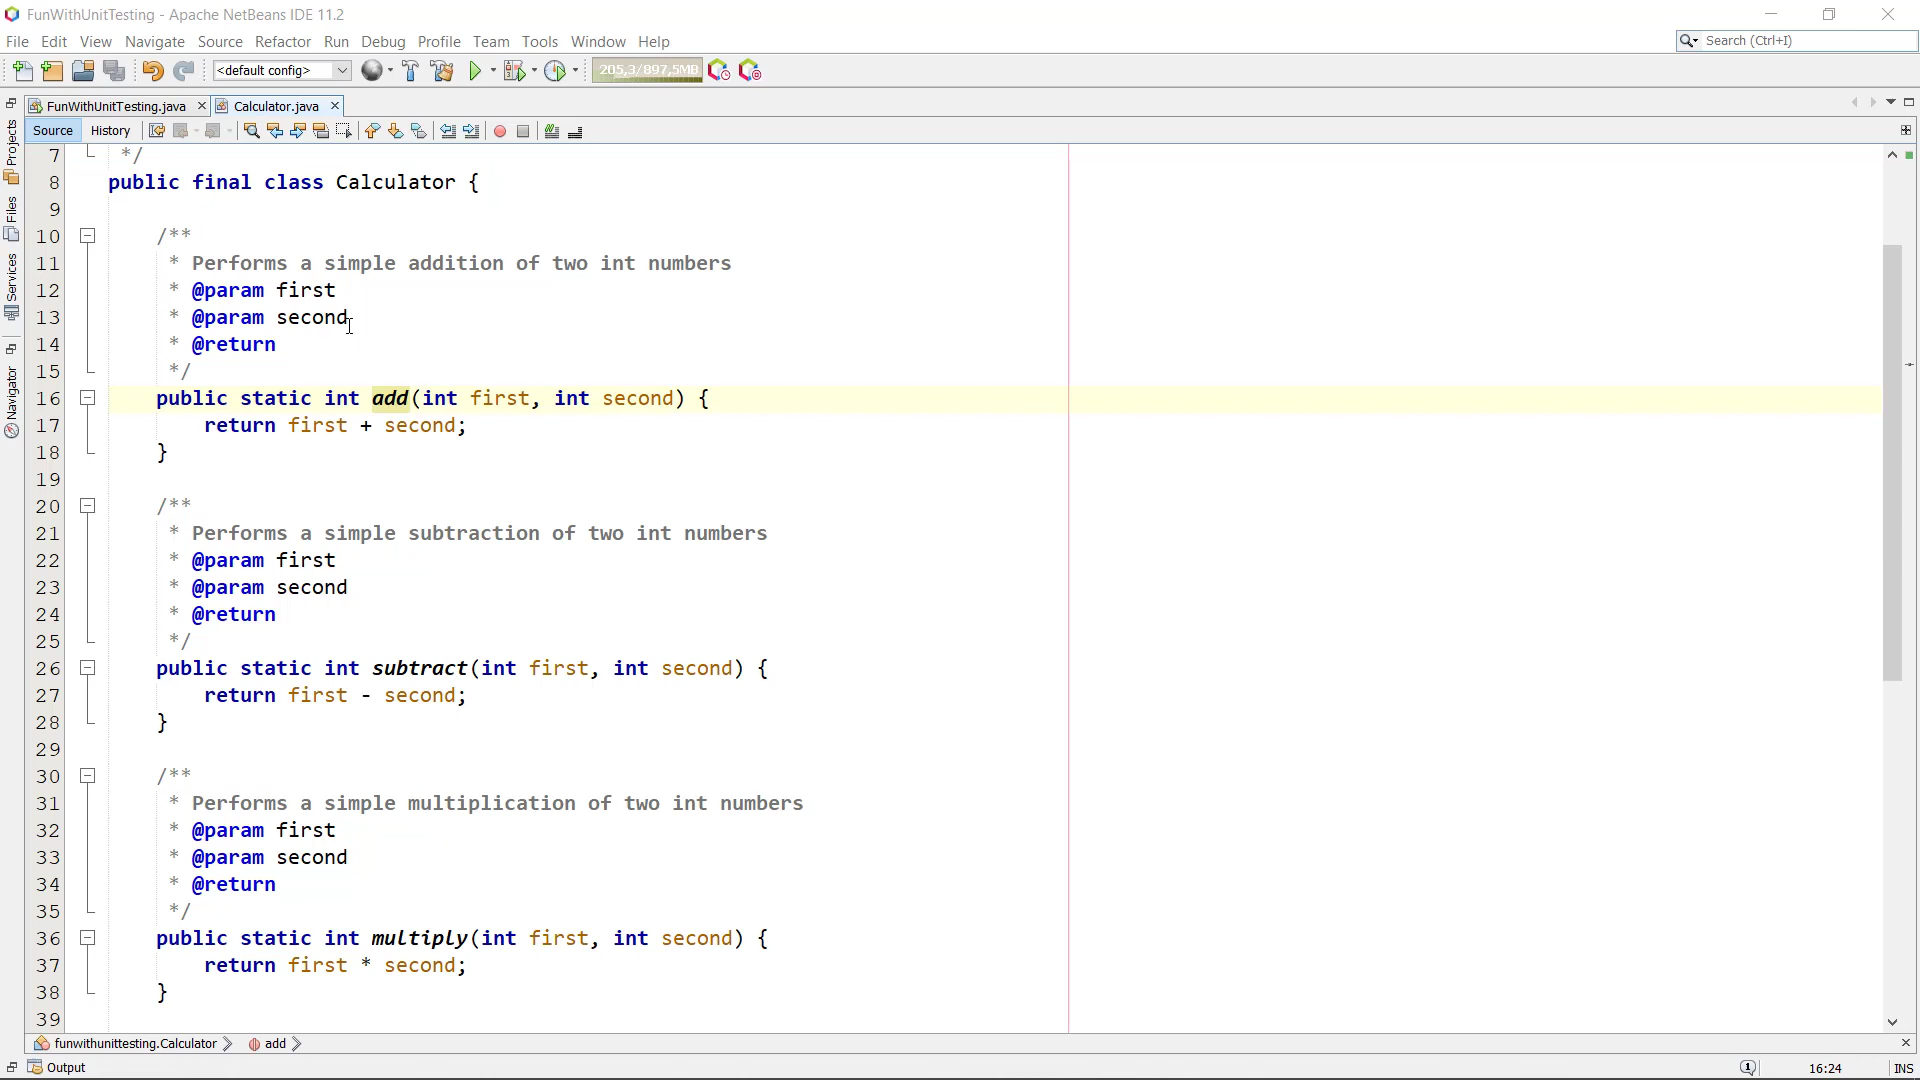 FunWithUnitTesting - Apache NetBeans IDE 11.2
File Edit View Navigate Source Refactor Run Debug Profile Team Tools Window Help
Search (Ctrl+I)
<default config>
205,3/897,5MB
FunWithUnitTesting.java Calculator.java
Source History
Projects
Files
Services
Navigator
7 */
8 public final class Calculator {
9
10 /**
11 * Performs a simple addition of two int numbers
12 * @param first
13 * @param second
14 * @return
15 */
16 public static int add(int first, int second) {
17 return first + second;
18 }
19
20 /**
21 * Performs a simple subtraction of two int numbers
22 * @param first
23 * @param second
24 * @return
25 */
26 public static int subtract(int first, int second) {
27 return first - second;
28 }
29
30 /**
31 * Performs a simple multiplication of two int numbers
32 * @param first
33 * @param second
34 * @return
35 */
36 public static int multiply(int first, int second) {
37 return first * second;
38 }
39
funwithunittesting.Calculator add
Output
1 16:24 INS